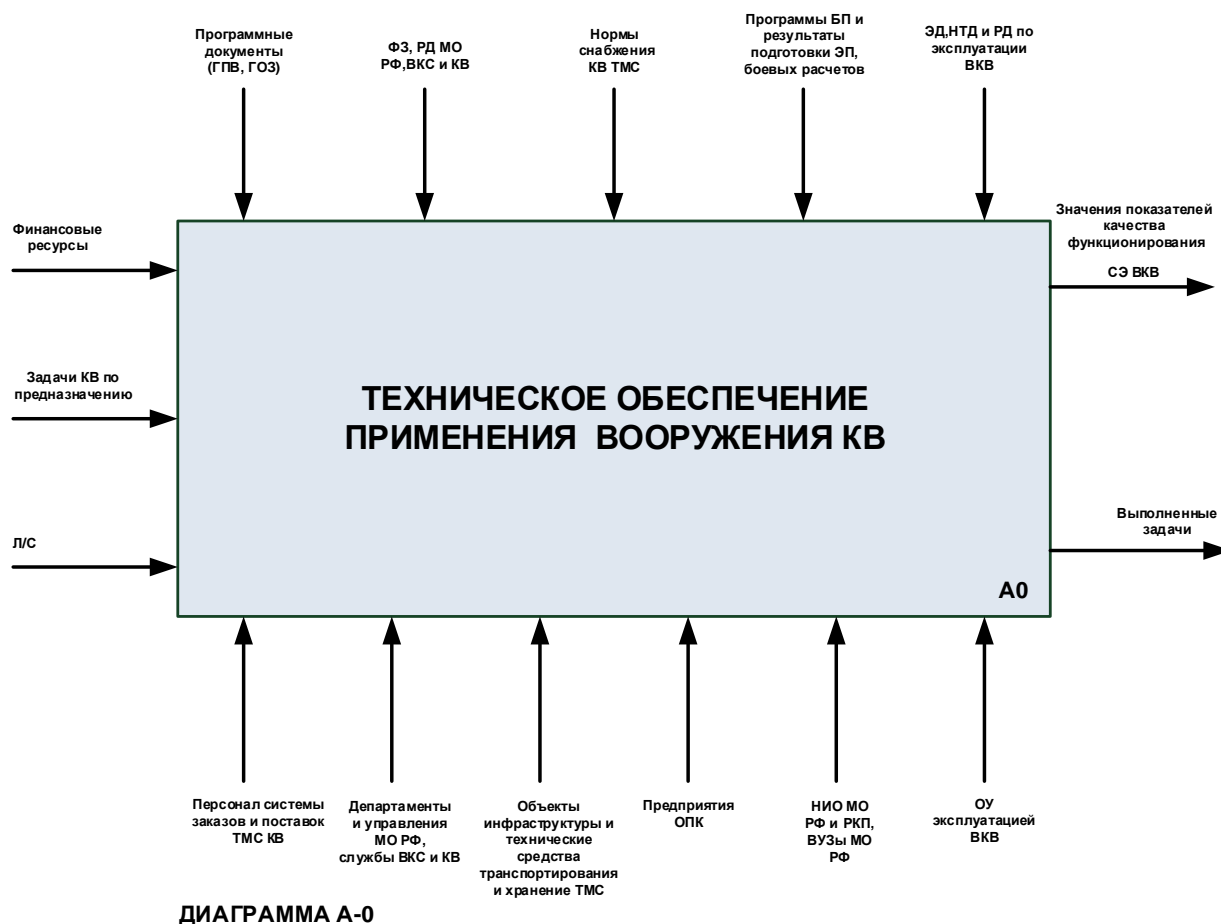 Программные
документы
(ГПВ, ГОЗ)
ФЗ, РД МО
РФ,ВКС и КВ
Нормы
снабжения
КВ ТМС
Программы БП и
результаты
подготовки ЭП,
боевых расчетов
ЭД,НТД и РД по
эксплуатации
ВКВ
Финансовые
ресурсы
Задачи КВ по
предназначению
Л/С
ТЕХНИЧЕСКОЕ ОБЕСПЕЧЕНИЕ
ПРИМЕНЕНИЯ ВООРУЖЕНИЯ КВ
А0
Значения показателей
качества
функционирования
СЭ ВКВ
Выполненные
задачи
Персонал системы
заказов и поставок
ТМС КВ
Департаменты
и управления
МО РФ,
службы ВКС и КВ
Объекты
инфраструктуры и
технические
средства
транспортирования
и хранение ТМС
Предприятия
ОПК
НИО МО
РФ и РКП,
ВУЗы МО
РФ
ОУ
эксплуатацией
ВКВ
ДИАГРАММА А-0